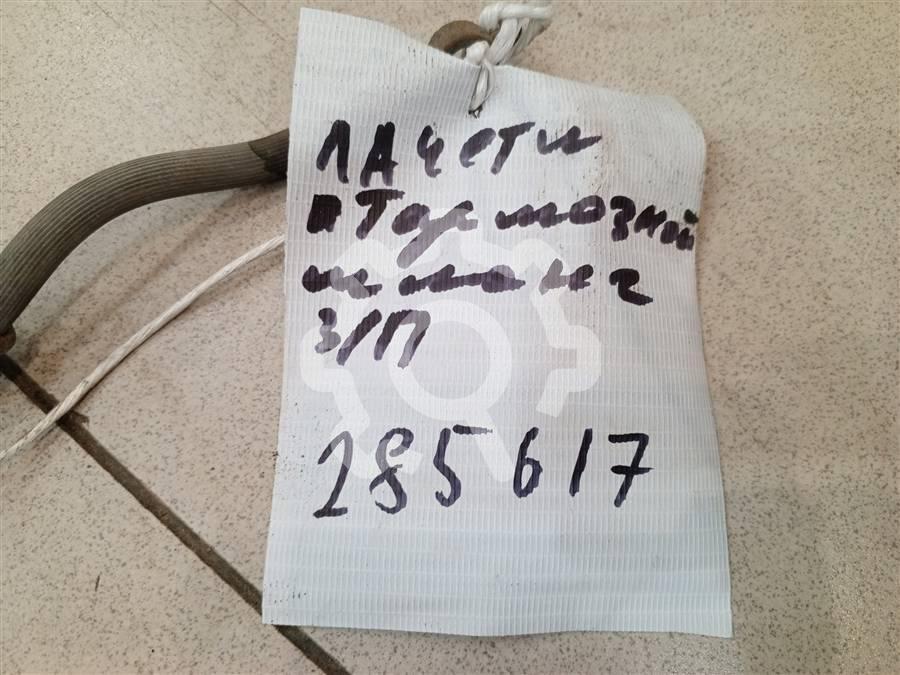 ЛАЧЕТИ
Тормозной
шланг
З/П
285617